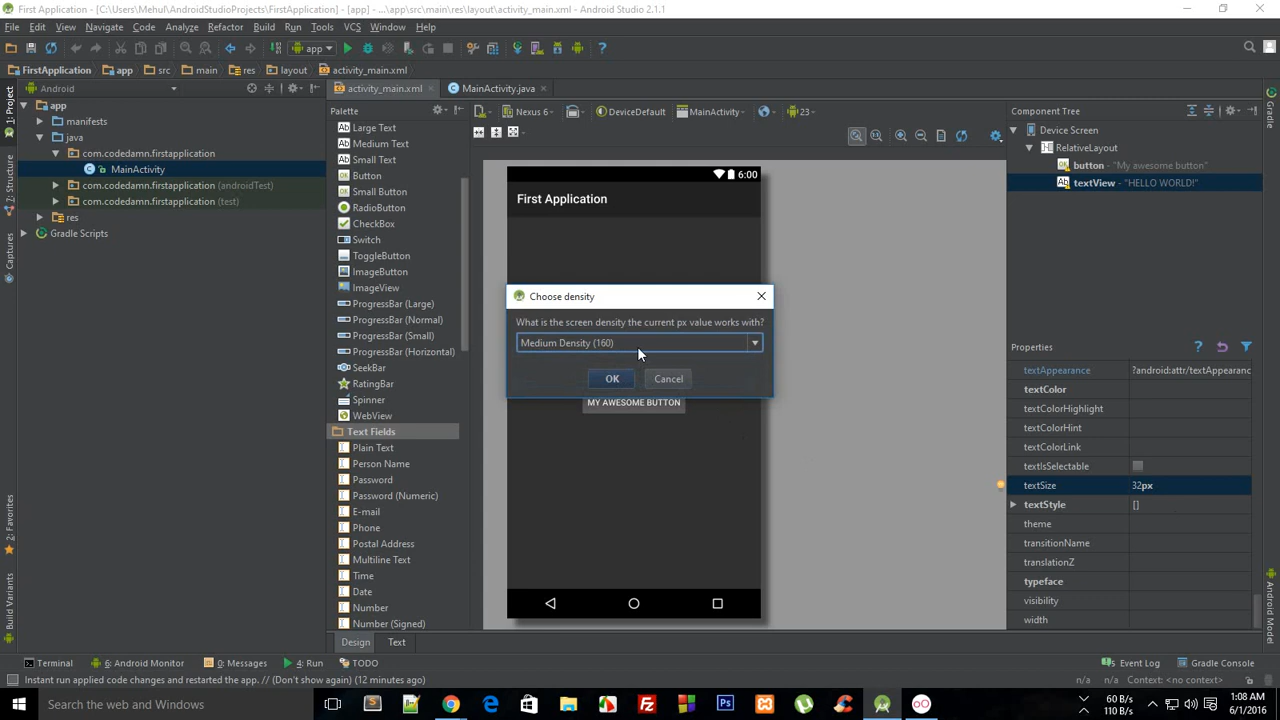 First Application - [C:\Users\Mehul\AndroidStudioProjects\FirstApplication] - [app] - ...\app\src\main\res\layout\activity_main.xml - Android Studio 2.1.1
File Edit View Navigate Code Analyze Refactor Build Run Tools VCS Window Help
app
FirstApplication app src main res layout activity_main.xml
Android
activity_main.xml MainActivity.java
1: Project
Z: Structure
Captures
2: Favorites
Build Variants
app
manifests
java
com.codedamn.firstapplication
MainActivity
com.codedamn.firstapplication (androidTest)
com.codedamn.firstapplication (test)
res
Gradle Scripts
Palette
Large Text
Medium Text
Small Text
Button
Small Button
RadioButton
CheckBox
Switch
ToggleButton
ImageButton
ImageView
ProgressBar (Large)
ProgressBar (Normal)
ProgressBar (Small)
ProgressBar (Horizontal)
SeekBar
RatingBar
Spinner
WebView
Text Fields
Plain Text
Person Name
Password
Password (Numeric)
E-mail
Phone
Postal Address
Multiline Text
Time
Date
Number
Number (Signed)
Design Text
Nexus 6 DeviceDefault MainActivity 23
6:00
First Application
Choose density
What is the screen density the current px value works with?
Medium Density (160)
OK Cancel
MY AWESOME BUTTON
Component Tree
Device Screen
RelativeLayout
button - "My awesome button"
textView - "HELLO WORLD!"
Properties
textAppearance ?android:attr/textAppearanc
textColor
textColorHighlight
textColorHint
textColorLink
textIsSelectable
textSize 32px
textStyle []
theme
transitionName
translationZ
typeface
visibility
width
Gradle
Android Model
Terminal 6: Android Monitor 0: Messages 4: Run TODO Event Log Gradle Console
Instant run applied code changes and restarted the app. // (Don't show again) (12 minutes ago) n/a n/a Context: <no context>
Search the web and Windows
60 B/s
110 B/s
1:08 AM
6/1/2016